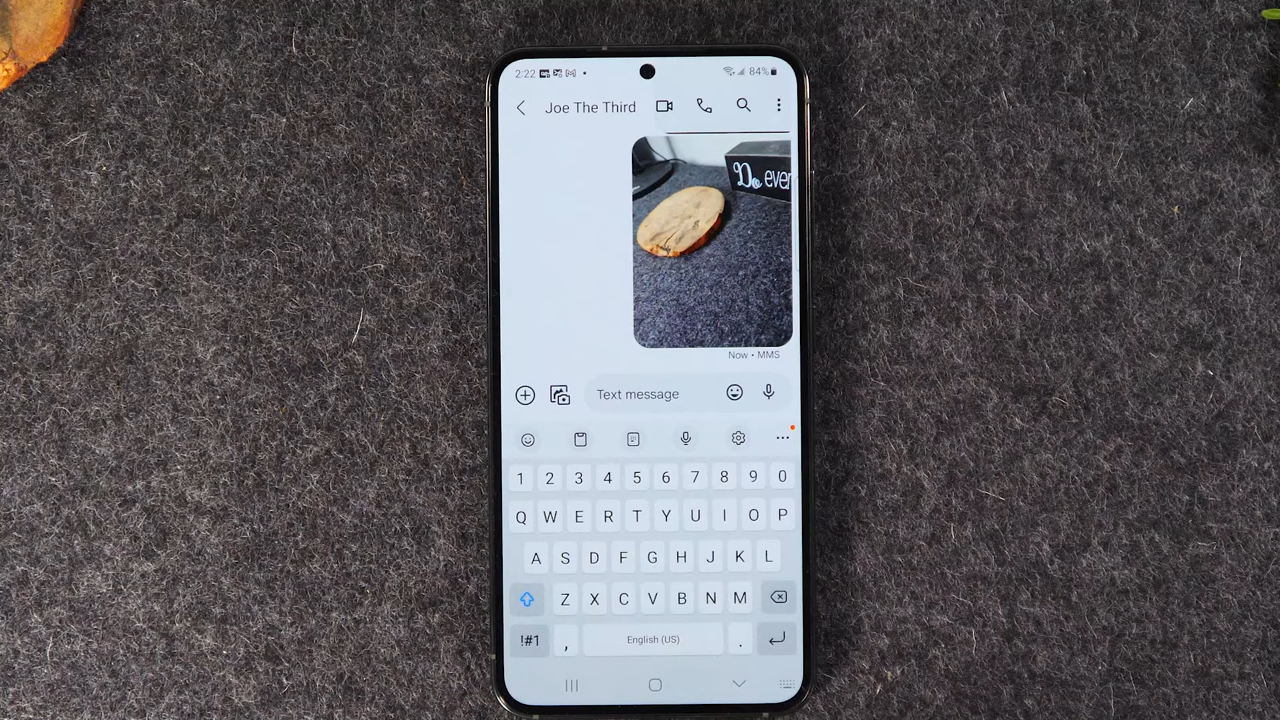 2:22 84%
Joe The Third
Do ever
Now • MMS
Text message
1 2 3 4 5 6 7 8 9 0
Q W E R T Y U I O P
A S D F G H J K L
Z X C V B N M
!#1 , English (US) .